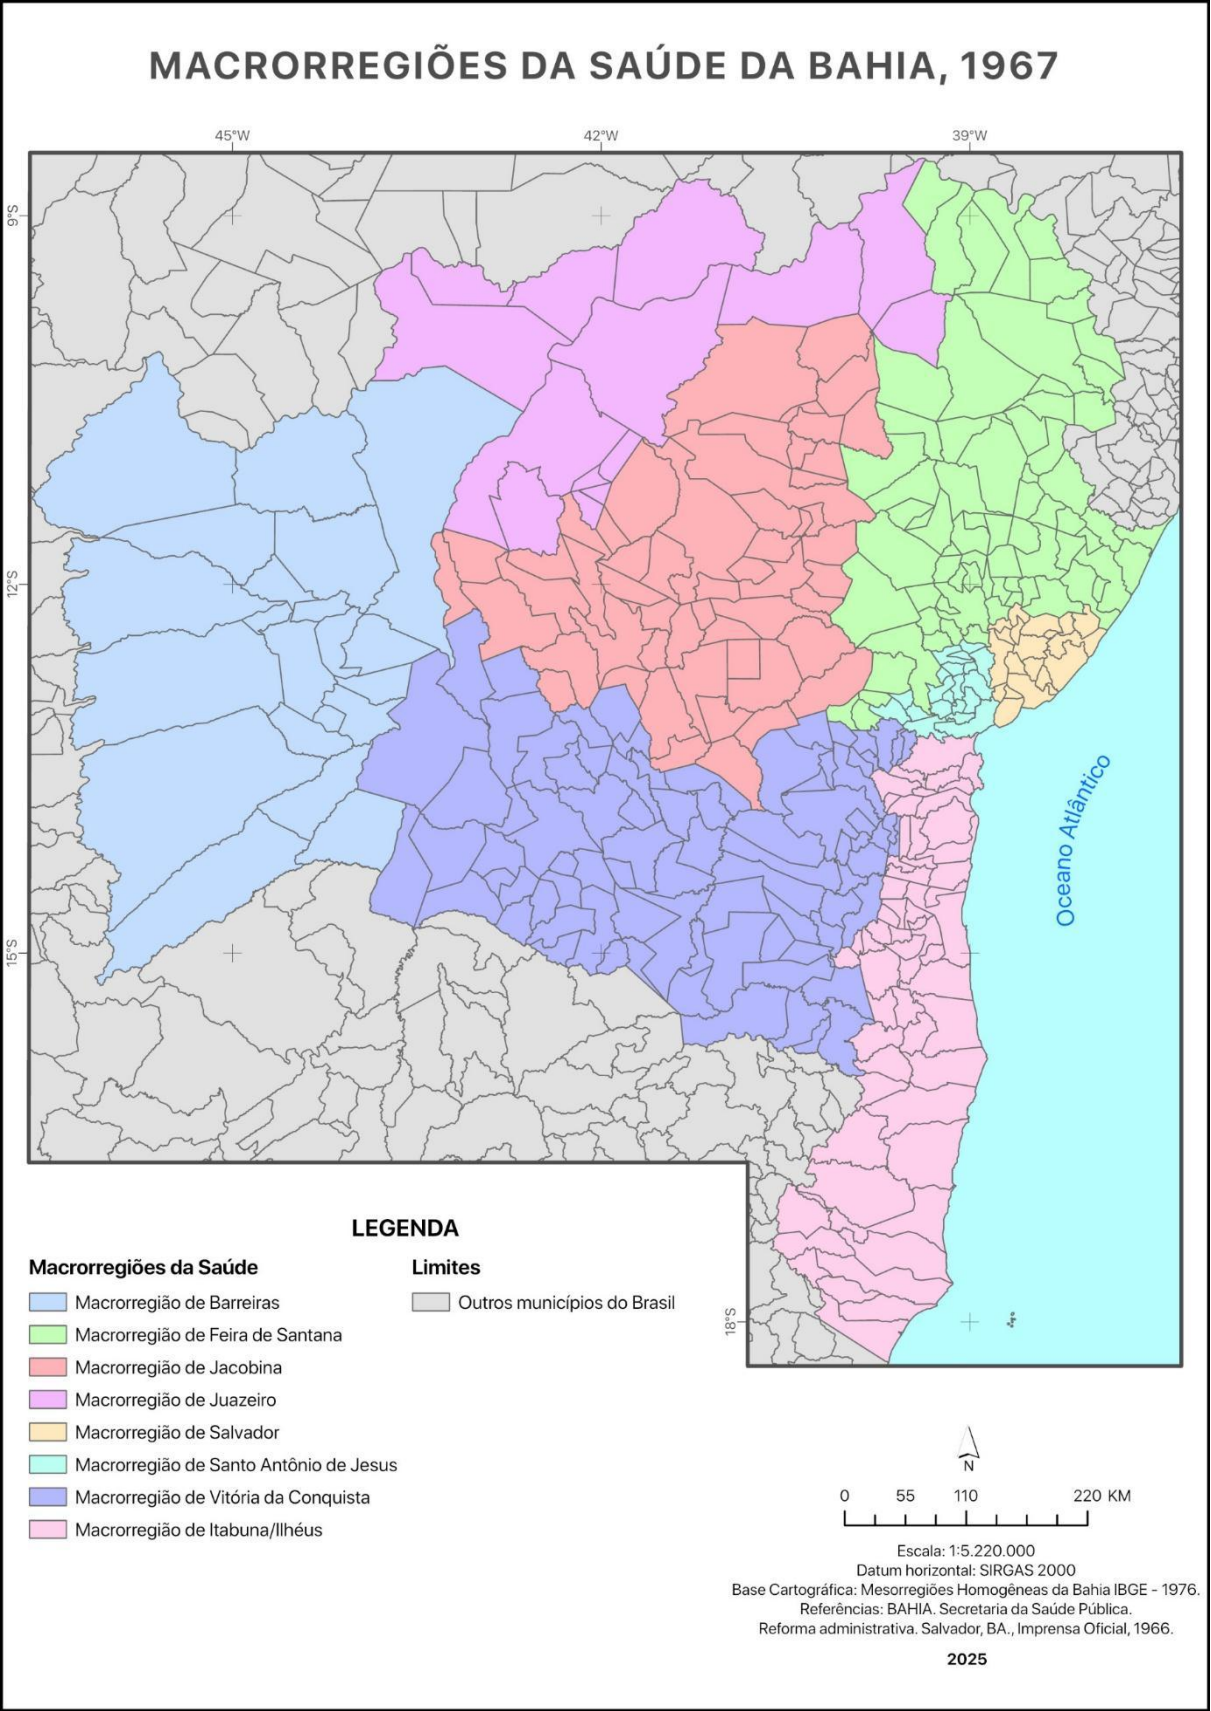 MACRORREGIÕES DA SAÚDE DA BAHIA, 1967
45°W
42°W
39°W
9°S
12°S
15°S
18°S
Oceano Atlântico
LEGENDA
Macrorregiões da Saúde
Macrorregião de Barreiras
Macrorregião de Feira de Santana
Macrorregião de Jacobina
Macrorregião de Juazeiro
Macrorregião de Salvador
Macrorregião de Santo Antônio de Jesus
Macrorregião de Vitória da Conquista
Macrorregião de Itabuna/Ilhéus
Limites
Outros municípios do Brasil
N
0 55 110 220 KM
Escala: 1:5.220.000
Datum horizontal: SIRGAS 2000
Base Cartográfica: Mesorregiões Homogêneas da Bahia IBGE - 1976.
Referências: BAHIA. Secretaria da Saúde Pública.
Reforma administrativa. Salvador, BA., Imprensa Oficial, 1966.
2025